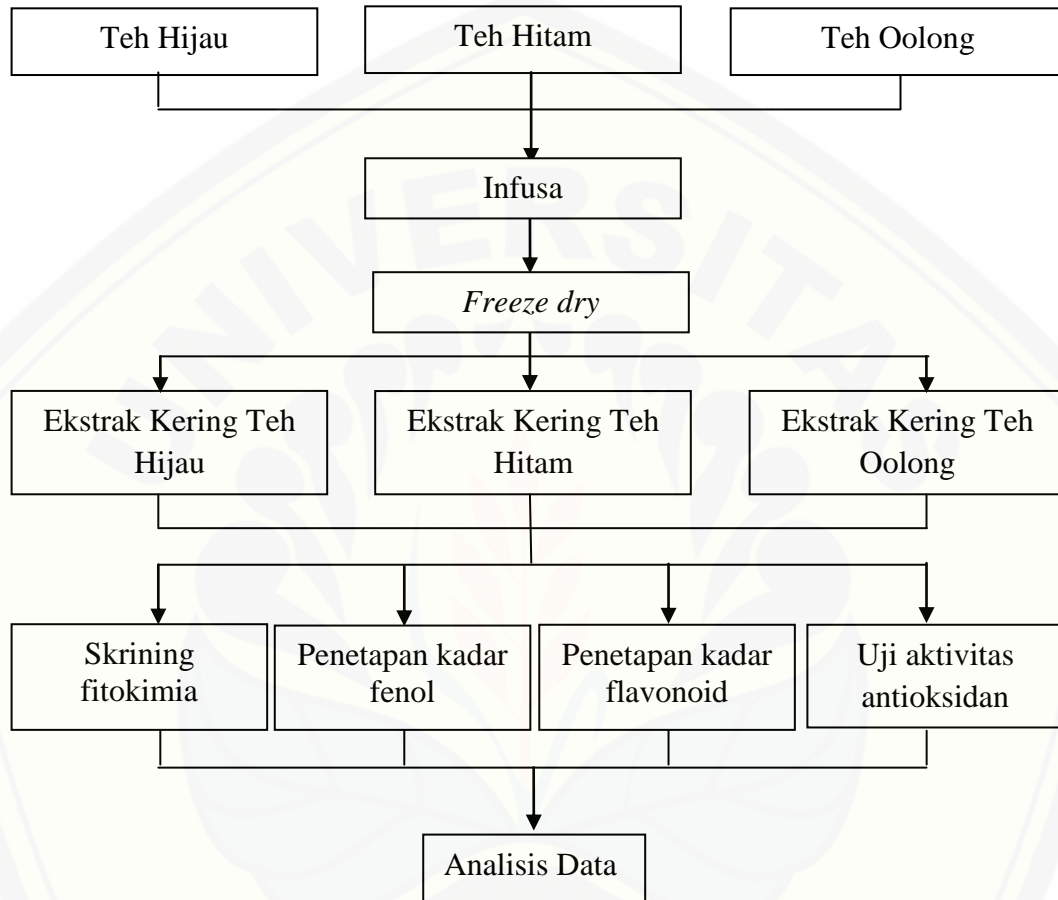 Teh Hijau
Teh Hitam
Teh Oolong
Infusa
Freeze dry
Ekstrak Kering Teh
Hijau
Ekstrak Kering Teh
Hitam
Ekstrak Kering Teh
Oolong
Skrining
fitokimia
Penetapan kadar
fenol
Penetapan kadar
flavonoid
Uji aktivitas
antioksidan
Analisis Data
UNIVERSITAS